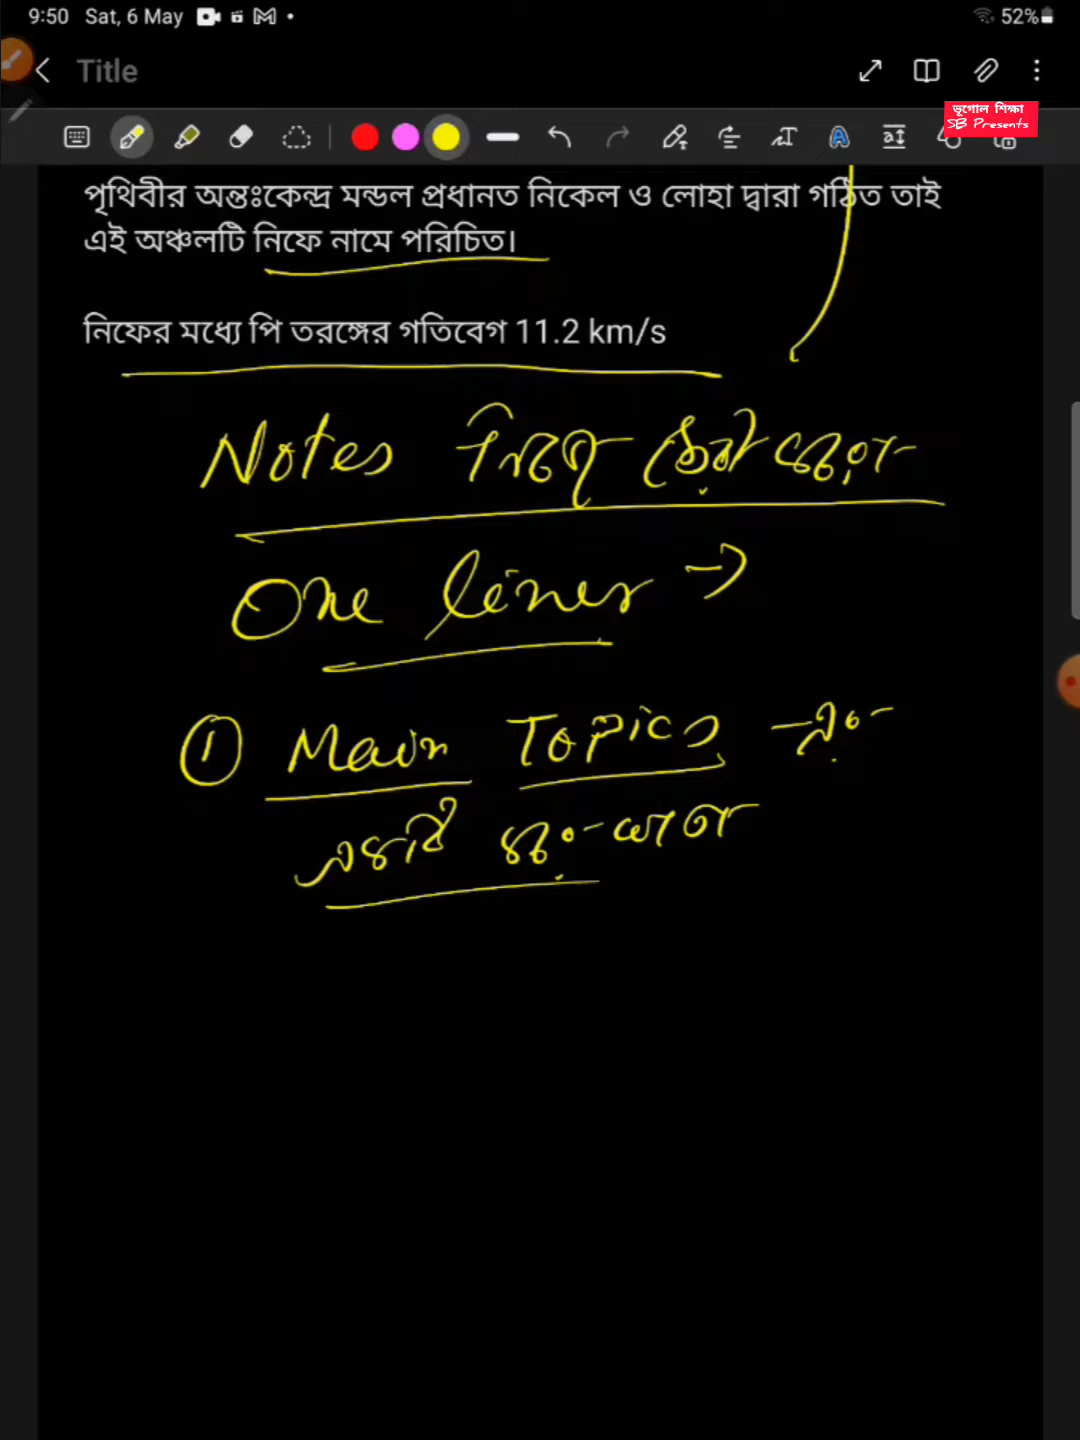 9:50 Sat, 6 May
52%
Title
ভূগোল শিক্ষা
SB Presents
পৃথিবীর অন্তঃকেন্দ্র মন্ডল প্রধানত নিকেল ও লোহা দ্বারা গঠিত তাই
এই অঞ্চলটি নিফে নামে পরিচিত।
নিফের মধ্যে পি তরঙ্গের গতিবেগ 11.2 km/s
Notes
One liner →
① Main Topics